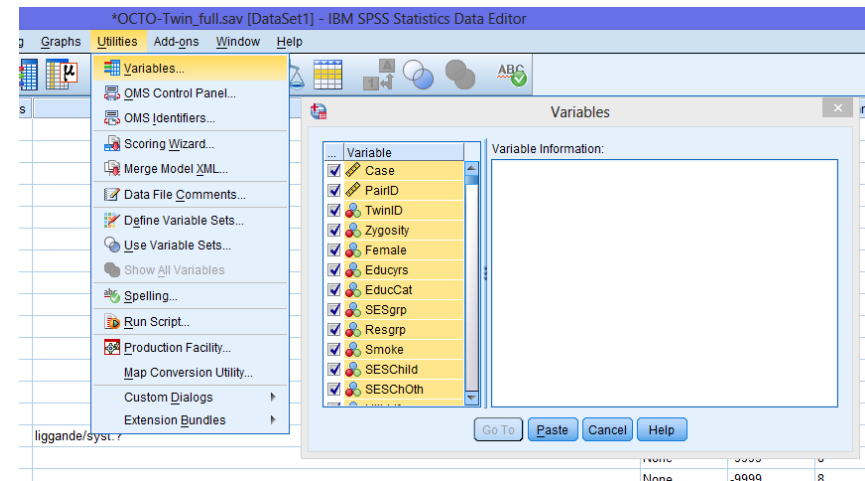 *OCTO-Twin_full.sav [DataSet1] - IBM SPSS Statistics Data Editor
Graphs Utilities Add-ons Window Help
Variables...
OMS Control Panel...
OMS Identifiers...
Scoring Wizard...
Merge Model XML...
Data File Comments...
Define Variable Sets...
Use Variable Sets...
Show All Variables
Spelling...
Run Script...
Production Facility...
Map Conversion Utility...
Custom Dialogs
Extension Bundles
liggande/syst.?
Variables
... Variable
Case
PairID
TwinID
Zygosity
Female
Educyrs
EducCat
SESgrp
Resgrp
Smoke
SESChild
SESChOth
Variable Information:
Go To Paste Cancel Help
None -9999 8
None -9999 8